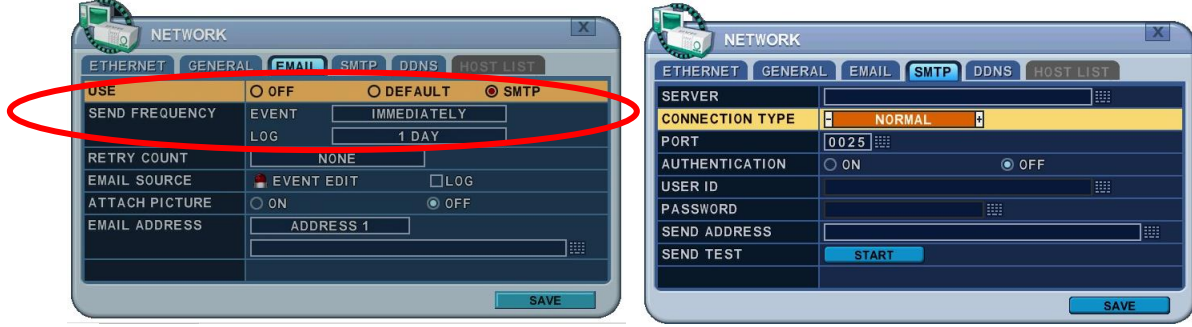 NETWORK X
ETHERNET GENERAL EMAIL SMTP DDNS HOST LIST
USE OFF DEFAULT SMTP
SEND FREQUENCY EVENT IMMEDIATELY
LOG 1 DAY
RETRY COUNT NONE
EMAIL SOURCE EVENT EDIT LOG
ATTACH PICTURE ON OFF
EMAIL ADDRESS ADDRESS 1
SAVE
NETWORK X
ETHERNET GENERAL EMAIL SMTP DDNS HOST LIST
SERVER
CONNECTION TYPE - NORMAL +
PORT 0025
AUTHENTICATION ON OFF
USER ID
PASSWORD
SEND ADDRESS
SEND TEST START
SAVE